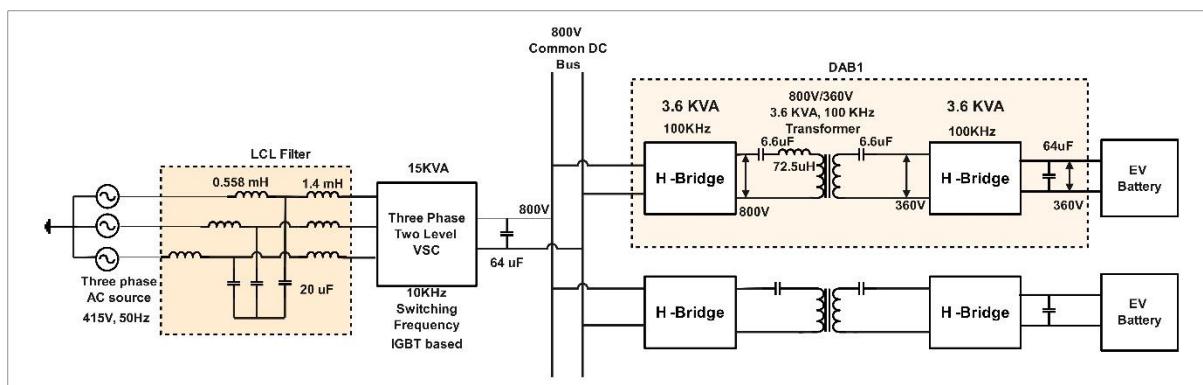 800V
Common DC
Bus
DAB1
3.6 KVA
100KHz
800V/360V
3.6 KVA, 100 KHz
Transformer
3.6 KVA
100KHz
6.6uF
72.5uH
6.6uF
64uF
H -Bridge
H -Bridge
EV
Battery
800V
360V
360V
LCL Filter
0.558 mH
1.4 mH
15KVA
Three Phase
Two Level
VSC
800V
64 uF
Three phase
AC source
415V, 50Hz
20 uF
10KHz
Switching
Frequency
IGBT based
H -Bridge
H -Bridge
EV
Battery